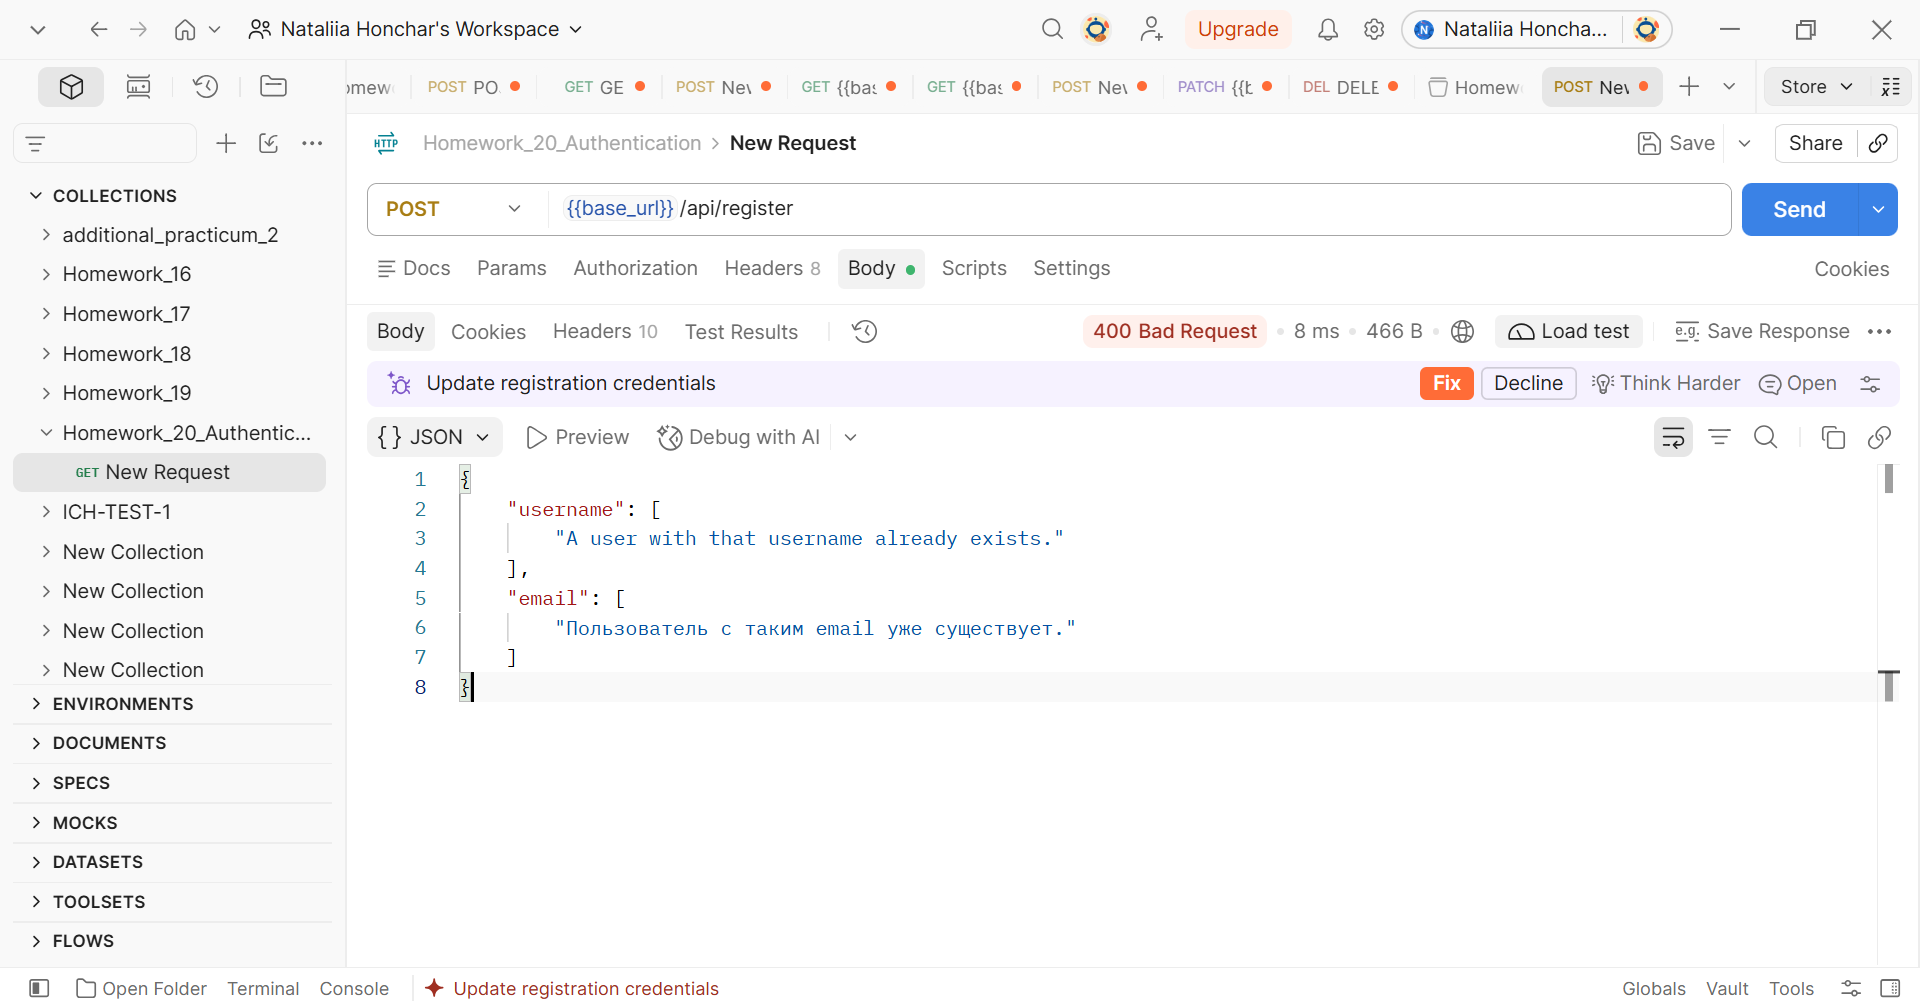 Nataliia Honchar's Workspace
Upgrade
N Nataliia Honcha...
omew
POST PO
GET GE
POST Nev
GET {{bas
GET {{bas
POST Nev
PATCH {{b
DEL DELE
Homew
POST Nev
Store
Homework_20_Authentication > New Request
Save
Share
COLLECTIONS
additional_practicum_2
Homework_16
Homework_17
Homework_18
Homework_19
Homework_20_Authentic...
GET New Request
ICH-TEST-1
New Collection
New Collection
New Collection
New Collection
ENVIRONMENTS
DOCUMENTS
SPECS
MOCKS
DATASETS
TOOLSETS
FLOWS
HTTP
POST
{{base_url}}/api/register
Send
Docs
Params
Authorization
Headers 8
Body
Scripts
Settings
Cookies
Body
Cookies
Headers 10
Test Results
400 Bad Request
8 ms
466 B
Load test
e.g. Save Response
Update registration credentials
Fix
Decline
Think Harder
Open
{} JSON
Preview
Debug with AI
1 {
2 "username": [
3 "A user with that username already exists."
4 ],
5 "email": [
6 "Пользователь с таким email уже существует."
7 ]
8 }
Open Folder
Terminal
Console
Update registration credentials
Globals
Vault
Tools